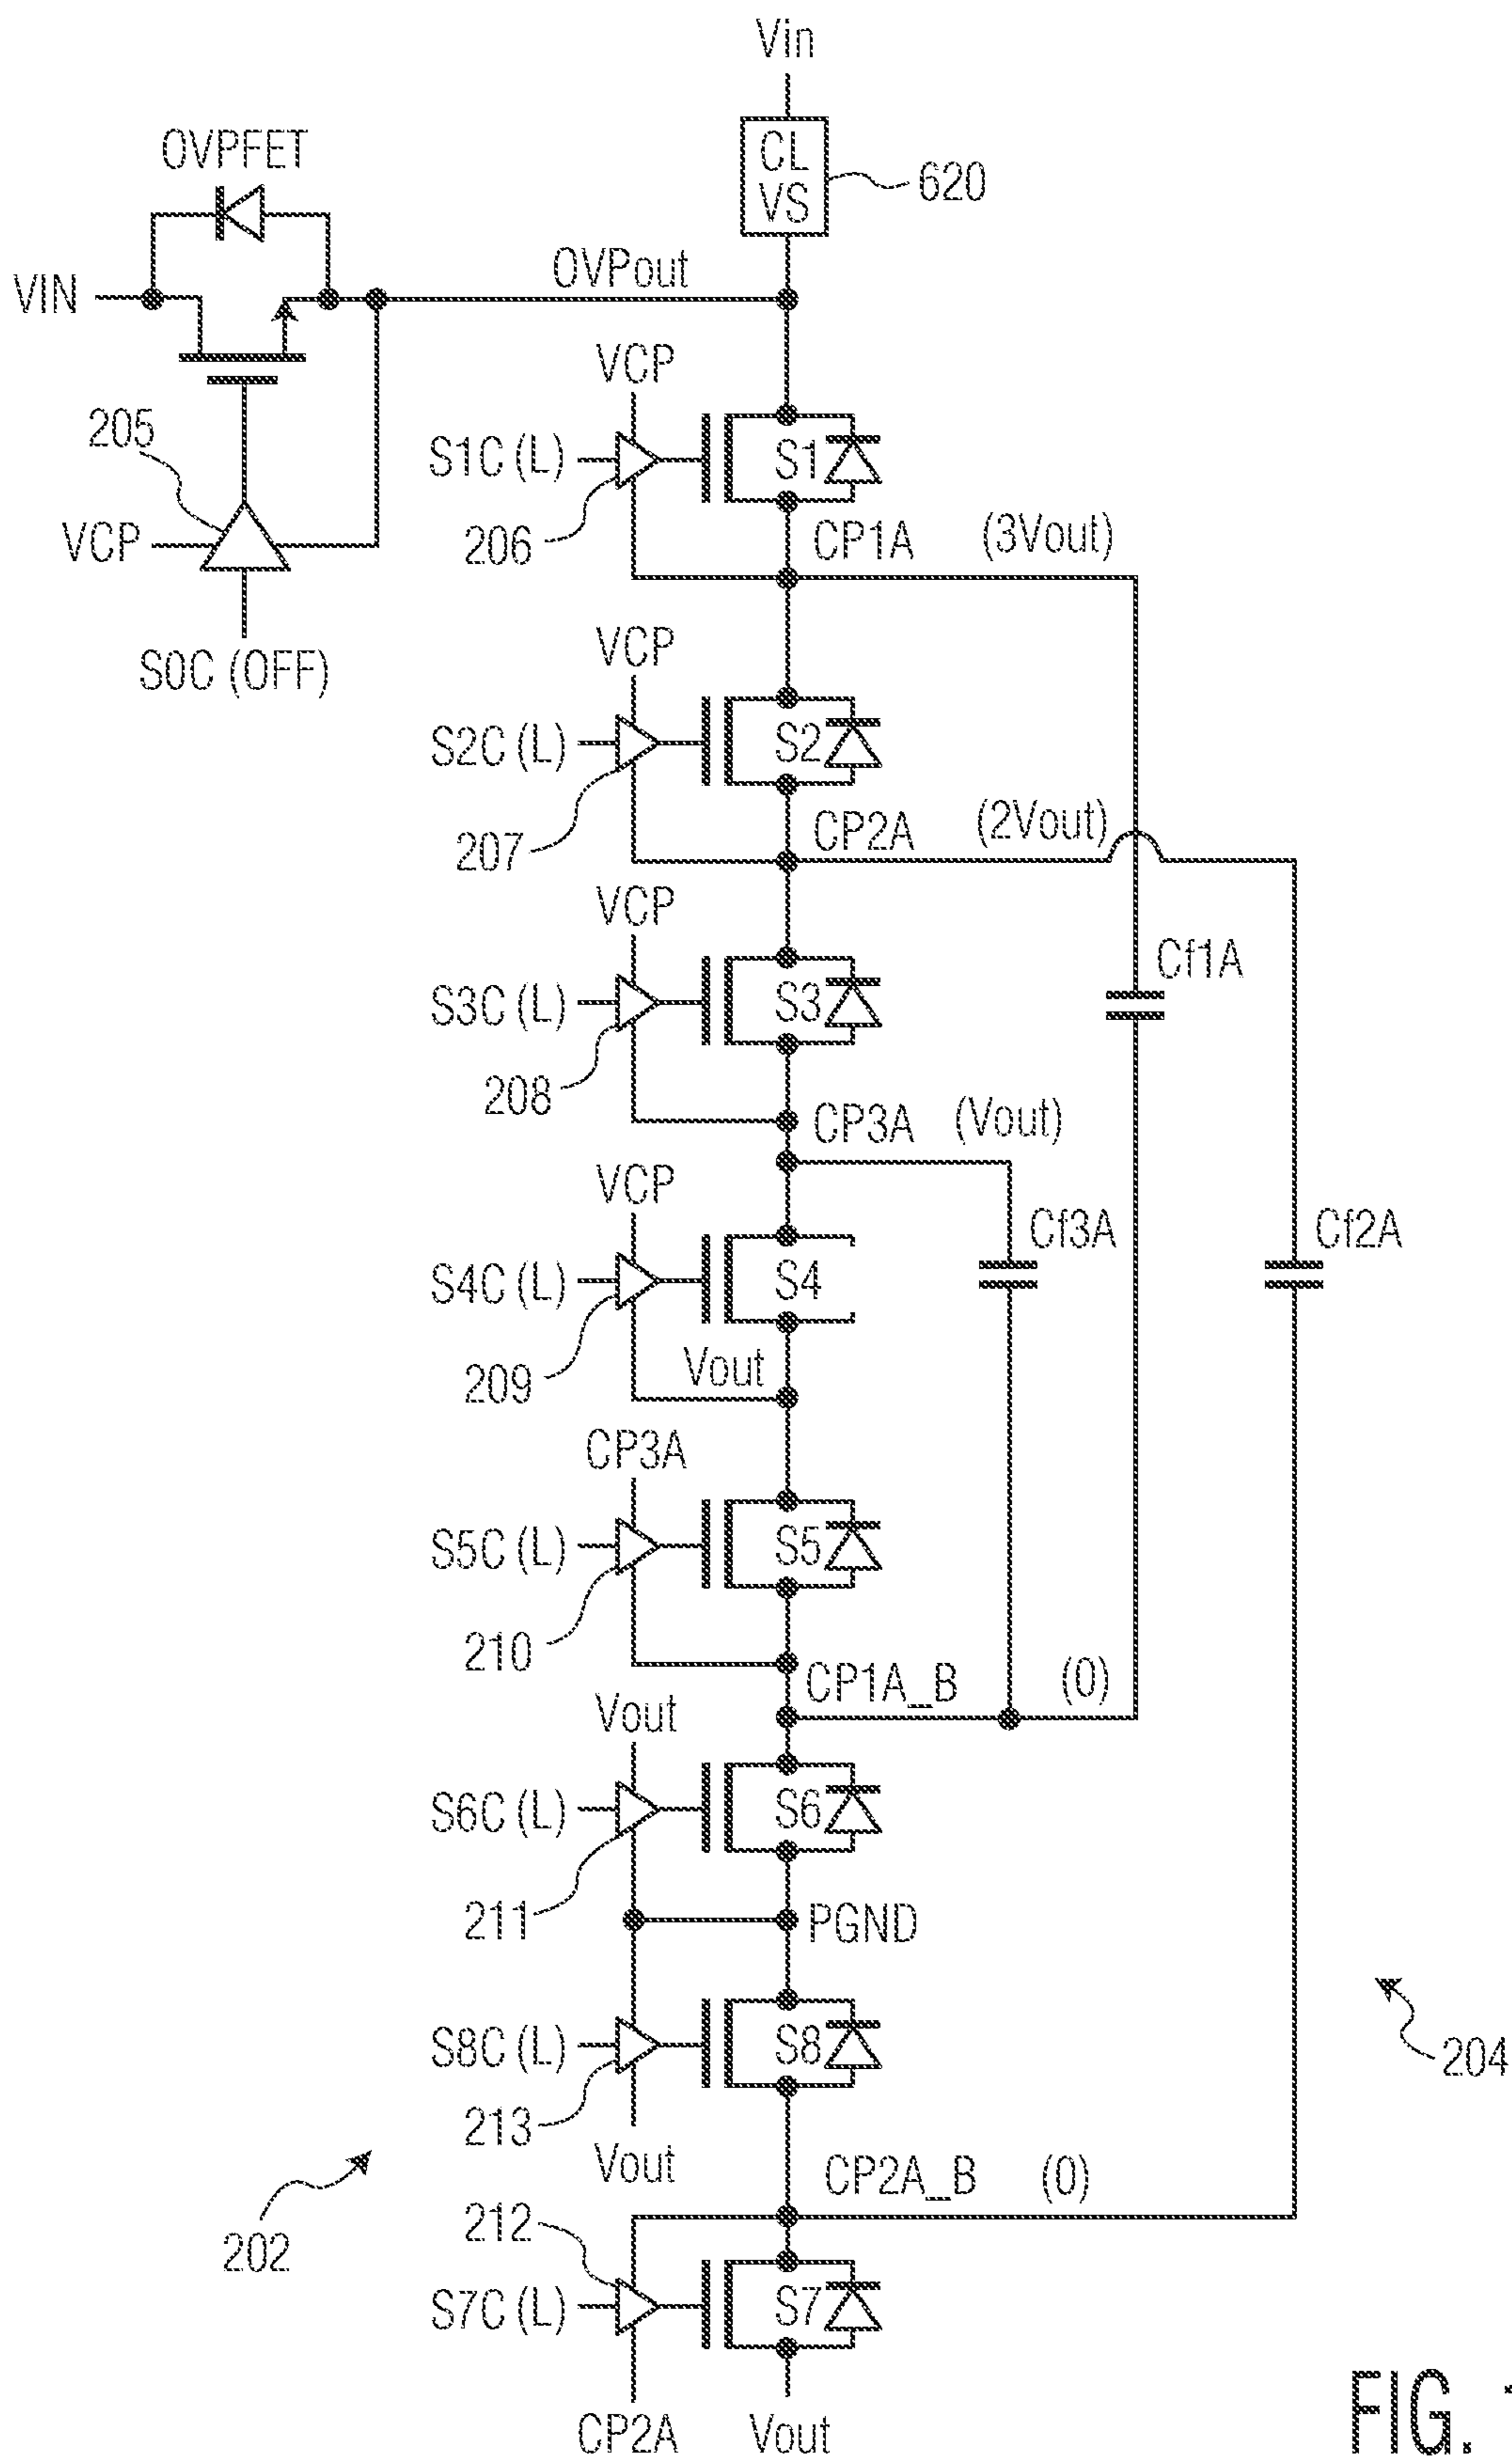 Vin
OVPFET
CL
VS
620
VIN
OVPout
VCP
205
S1C (L)
S1
206
VCP
CP1A
(3Vout)
S0C (OFF)
VCP
S2C (L)
S2
207
CP2A
(2Vout)
VCP
Cf1A
S3C (L)
S3
208
CP3A
(Vout)
VCP
Cf3A
Cf2A
S4C (L)
S4
209
Vout
CP3A
S5C (L)
S5
210
CP1A_B
(0)
Vout
S6C (L)
S6
211
PGND
S8C (L)
S8
204
213
Vout
CP2A_B
(0)
202
212
S7C (L)
S7
CP2A
Vout
FIG.